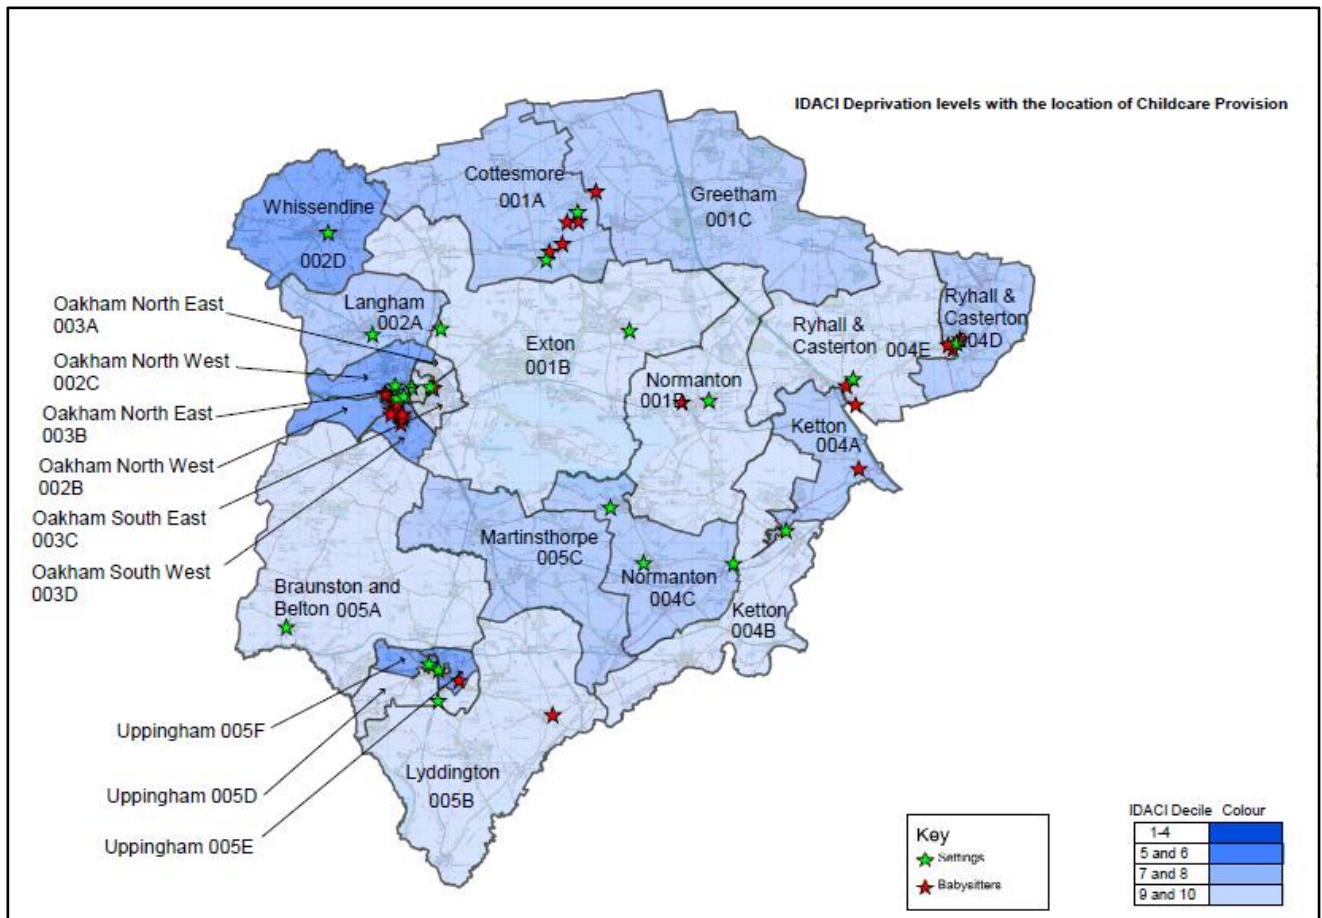 IDACI Deprivation levels with the location of Childcare Provision
Cottesmore
001A
Greetham
001C
Whissendine
002D
Oakham North East
003A
Langham
002A
Ryhall &
Casterton
004D
Exton
001B
Ryhall &
Casterton
004E
Oakham North West
002C
Normanton
Oakham North East
003B
Ketton
004A
Oakham North West
002B
Oakham South East
003C
Martinsthorpe
005C
Oakham South West
003D
Normanton
004C
Braunston and
Belton 005A
Ketton
004B
Uppingham 005F
Lyddington
005B
Uppingham 005D
Uppingham 005E
Key
Settings
Babysitters
IDACI Decile Colour
1-4
5 and 6
7 and 8
9 and 10